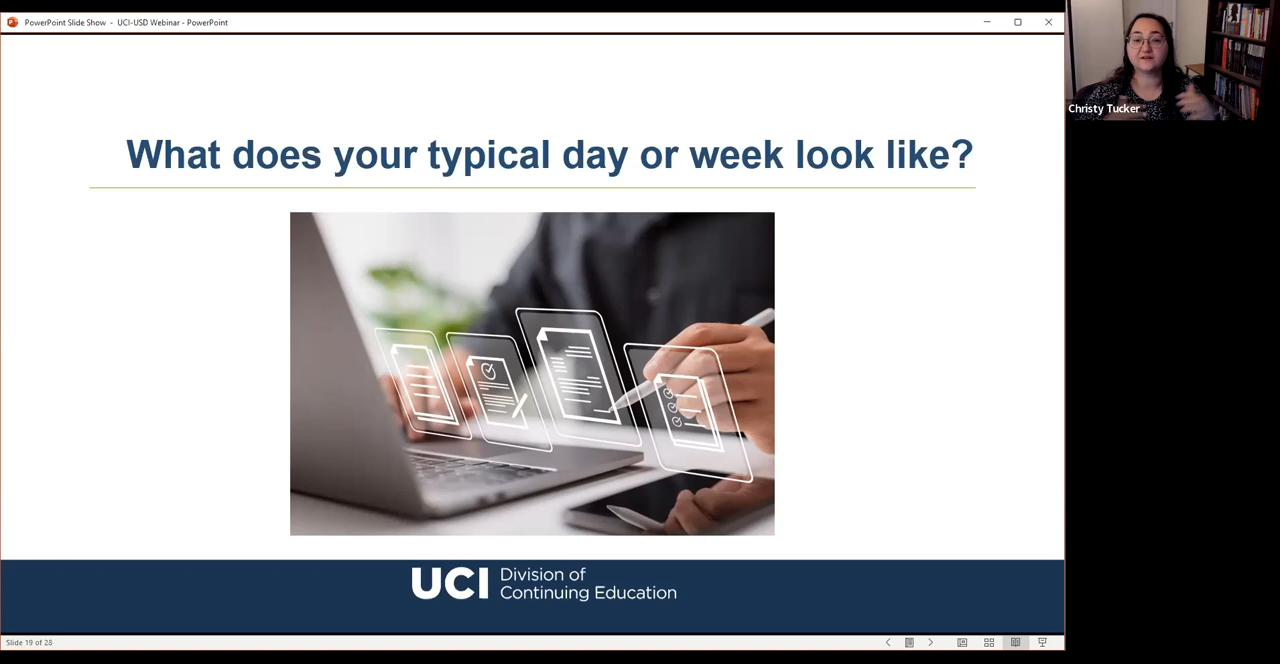 PowerPoint Slide Show - UCI-USD Webinar - PowerPoint
Christy Tucker
What does your typical day or week look like?
UCI Division of
Continuing Education
Slide 19 of 28